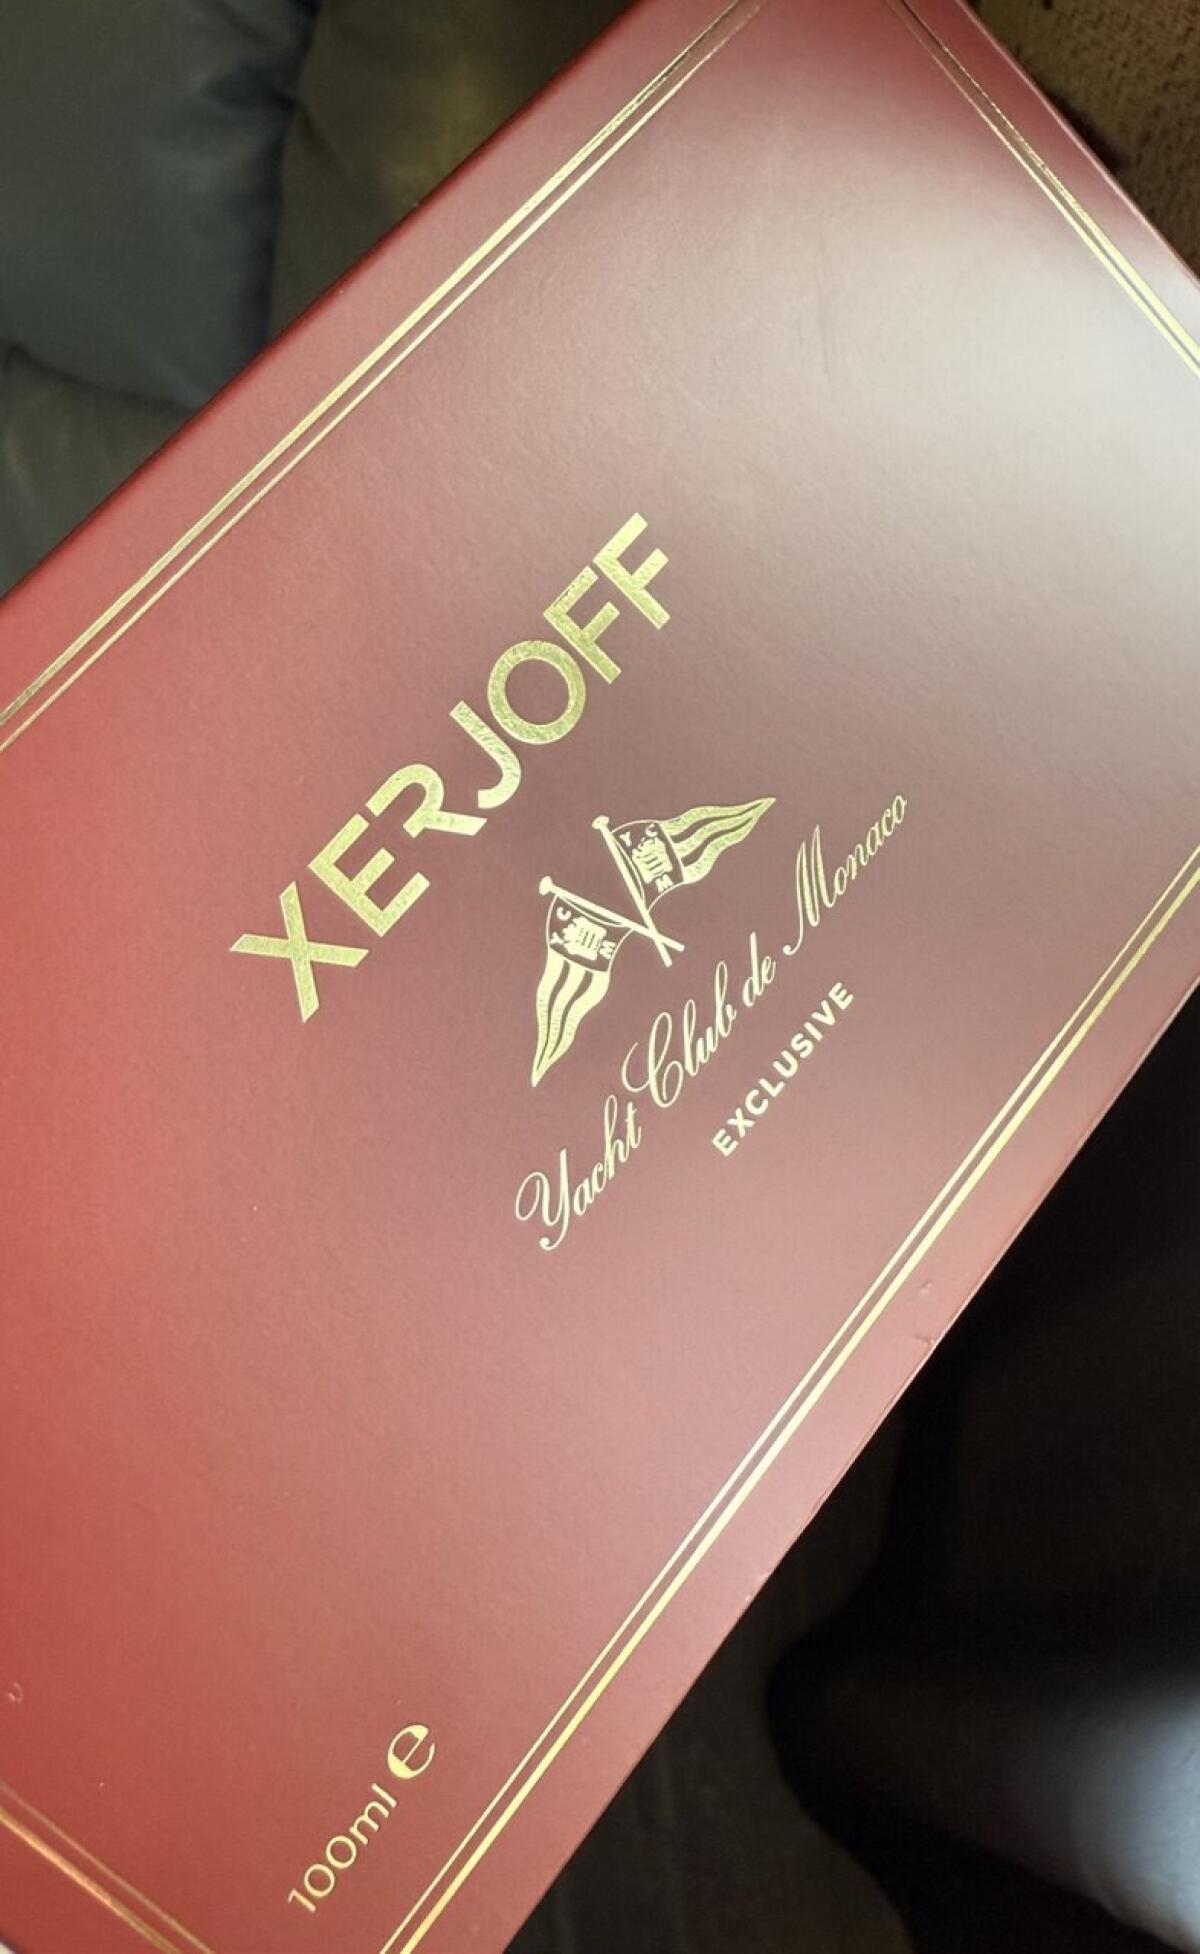 XERJOFF
Y C M
Y C M
Yacht Club de Monaco
EXCLUSIVE
100ml e